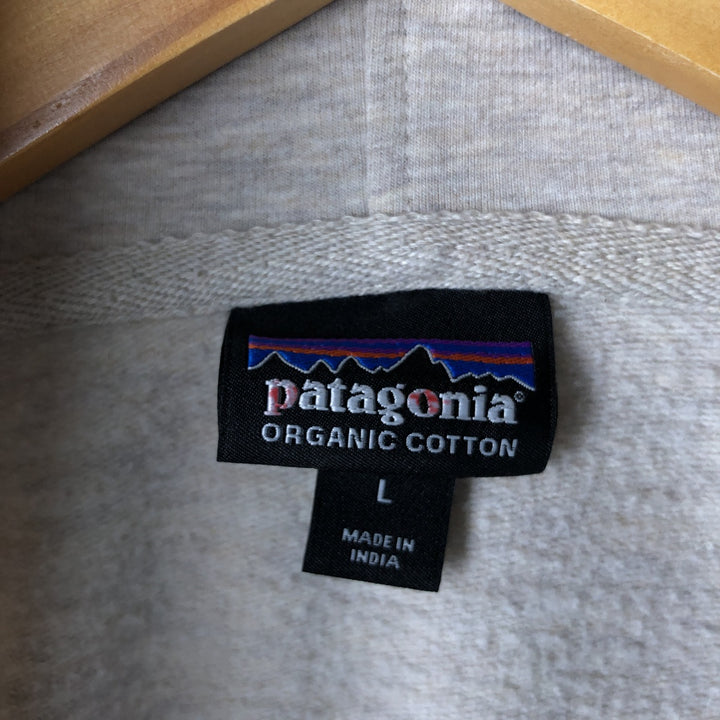 patagonia®
ORGANIC COTTON
L
MADE IN
INDIA